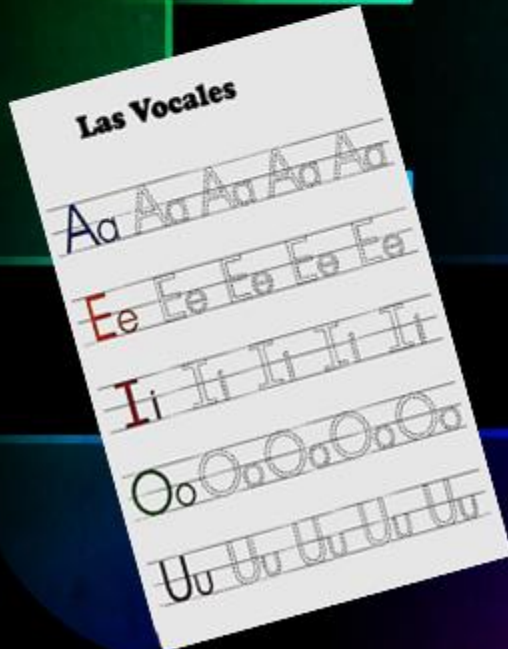 Las Vocales
Aa Aa Aa Aa Aa
Ee Ee Ee Ee Ee
Ii Ii Ii Ii Ii
Oo Oo Oo Oo Oo
Uu Uu Uu Uu Uu